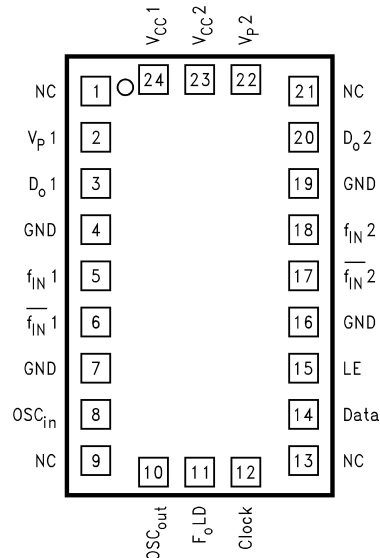 VCC1 VCC2 VP2
NC 1 24 23 22 21 NC
VP1 2 20 Do2
Do1 3 19 GND
GND 4 18 fIN2
fIN1 5 17 f̅I̅N̅2
f̅I̅N̅1 6 16 GND
GND 7 15 LE
OSCin 8 14 Data
NC 9 10 11 12 13 NC
OSCout FoLD Clock